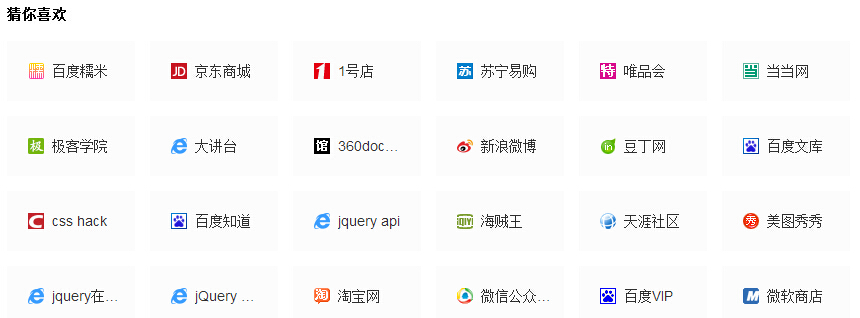 猜你喜欢
百度糯米 京东商城 1号店 苏宁易购 唯品会 当当网
极客学院 大讲台 360doc... 新浪微博 豆丁网 百度文库
css hack 百度知道 jquery api 海贼王 天涯社区 美图秀秀
jquery在... jQuery ... 淘宝网 微信公众... 百度VIP 微软商店